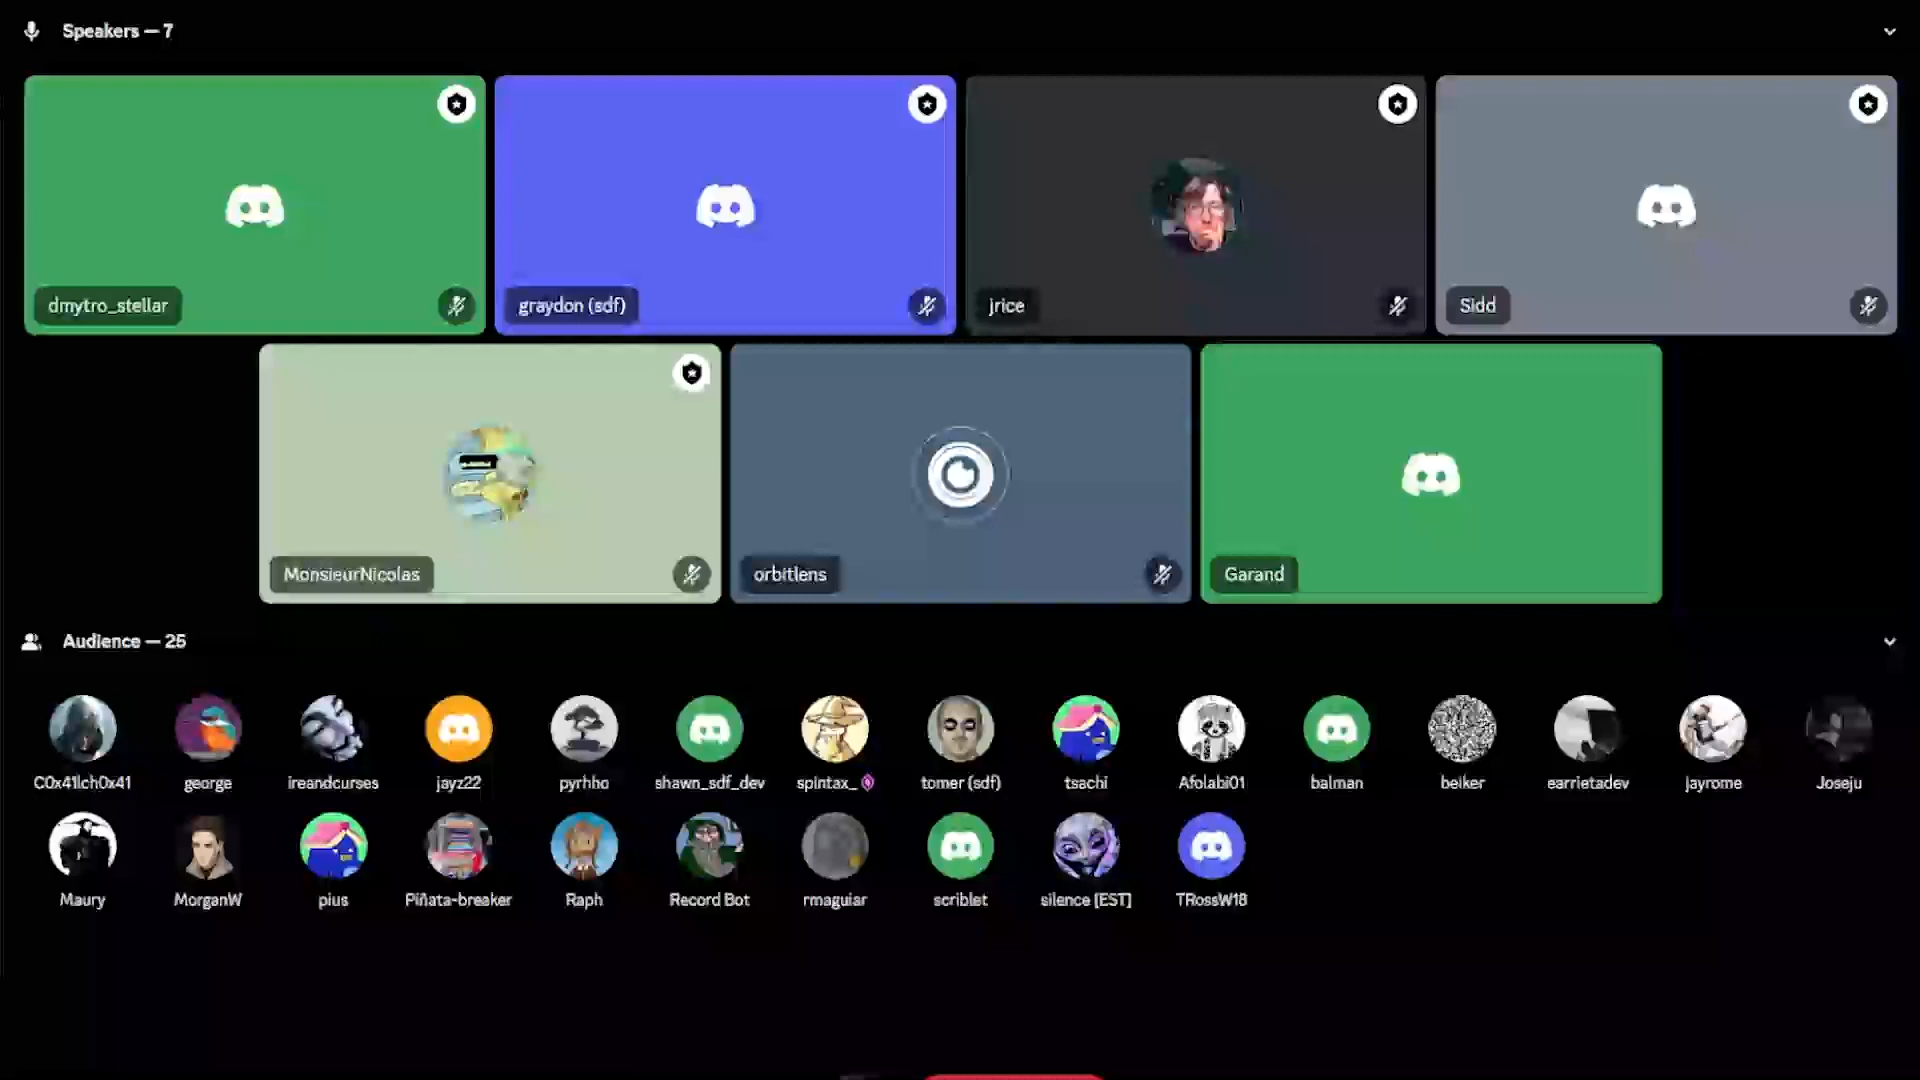 Speakers — 7
dmytro_stellar
graydon (sdf)
jrice
Sidd
MonsieurNicolas
orbitlens
Garand
Audience — 25
C0x41lch0x41 george ireandcurses jayz22 pyrhho shawn_sdf_dev spintax_ tomer (sdf) tsachi Afolabi01 balman beiker earrietadev jayrome Joseju
Maury MorganW pius Piñata-breaker Raph Record Bot rmaguiar scriblet silence [EST] TRossW18